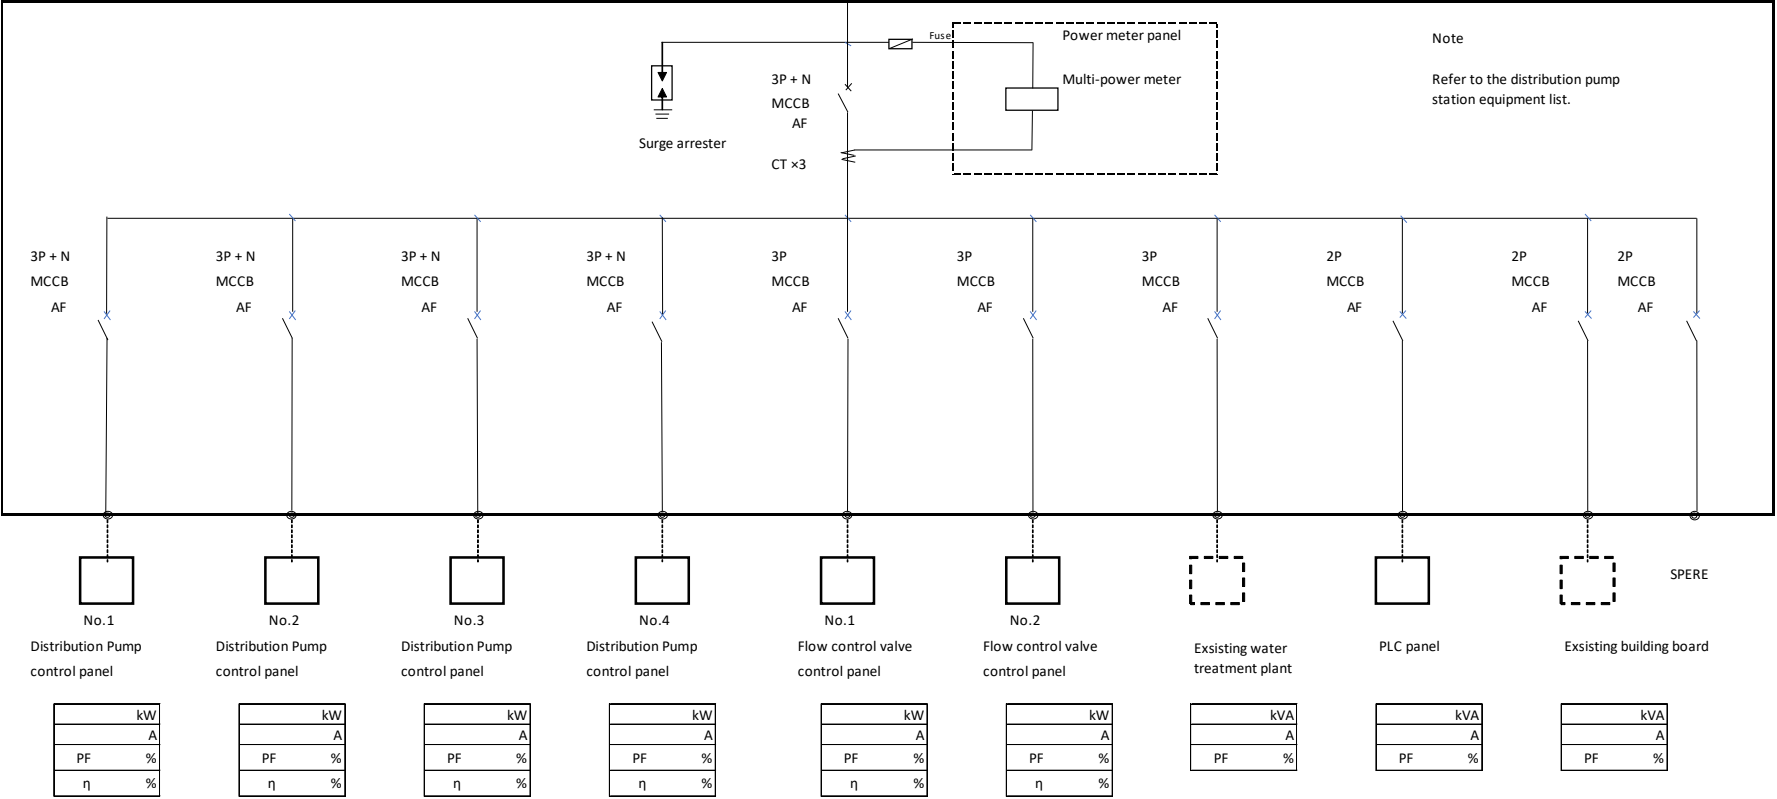 Fuse
Power meter panel
Multi-power meter
Note
Refer to the distribution pump
station equipment list.
3P + N
MCCB
AF
Surge arrester
CT ×3
3P + N
MCCB
AF
3P + N
MCCB
AF
3P + N
MCCB
AF
3P + N
MCCB
AF
3P
MCCB
AF
3P
MCCB
AF
3P
MCCB
AF
2P
MCCB
AF
2P
MCCB
AF
2P
MCCB
AF
No.1
Distribution Pump
control panel
No.2
Distribution Pump
control panel
No.3
Distribution Pump
control panel
No.4
Distribution Pump
control panel
No.1
Flow control valve
control panel
No.2
Flow control valve
control panel
Exsisting water
treatment plant
PLC panel
Exsisting building board
SPERE
kW
A
PF %
η %
kW
A
PF %
η %
kW
A
PF %
η %
kW
A
PF %
η %
kW
A
PF %
η %
kW
A
PF %
η %
kVA
A
PF %
kVA
A
PF %
kVA
A
PF %